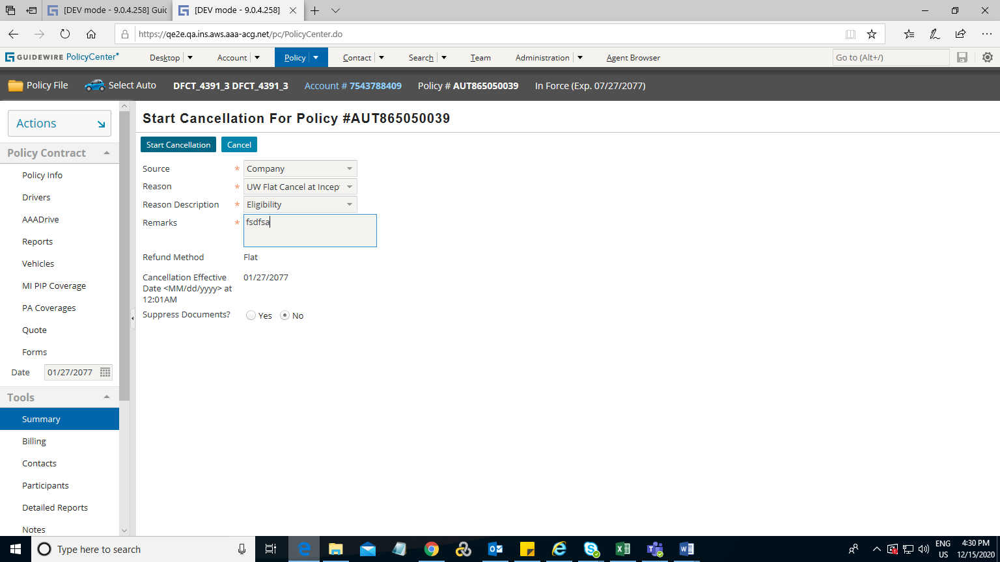 [DEV mode - 9.0.4.258] Guic
[DEV mode - 9.0.4.258]
https://qe2e.qa.ins.aws.aaa-acg.net/pc/PolicyCenter.do
GUIDEWIRE PolicyCenter®
Desktop
Account
Policy
Contact
Search
Team
Administration
Agent Browser
Go to (Alt+/)
Policy File
Select Auto
DFCT_4391_3 DFCT_4391_3
Account # 7543788409
Policy # AUT865050039
In Force (Exp. 07/27/2077)
Actions
Policy Contract
Policy Info
Drivers
AAADrive
Reports
Vehicles
MI PIP Coverage
PA Coverages
Quote
Forms
Date 01/27/2077
Tools
Summary
Billing
Contacts
Participants
Detailed Reports
Notes
Start Cancellation For Policy #AUT865050039
Start Cancellation
Cancel
Source * Company
Reason * UW Flat Cancel at Incep
Reason Description * Eligibility
Remarks * fsdfsa
Refund Method Flat
Cancellation Effective 01/27/2077
Date <MM/dd/yyyy> at
12:01AM
Suppress Documents? Yes No
Type here to search
ENG
US
4:30 PM
12/15/2020